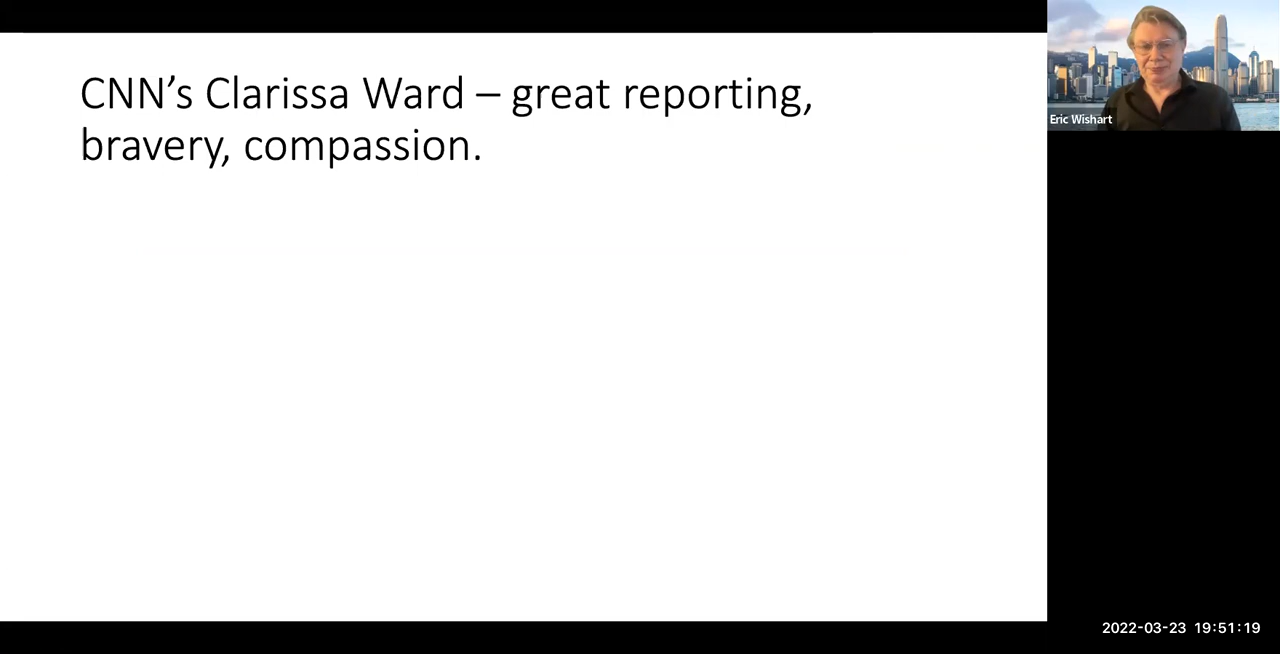 CNN’s Clarissa Ward – great reporting,
bravery, compassion.
Eric Wishart
2022-03-23 19:51:19